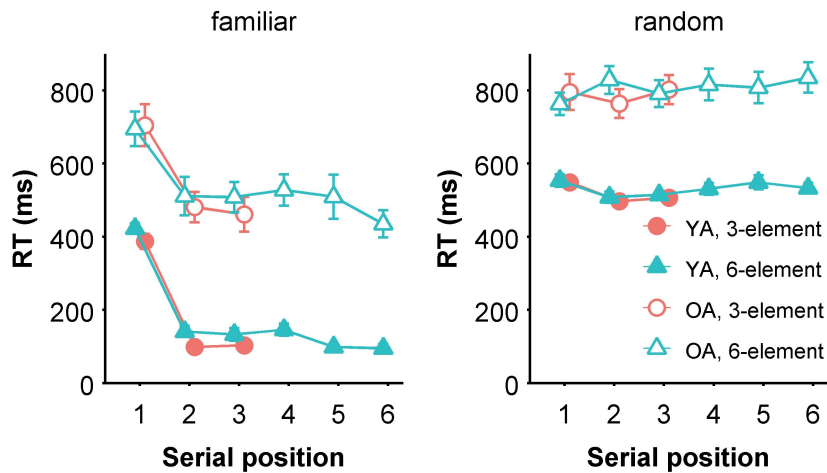 familiar
random
RT (ms)
800
600
400
200
0
1 2 3 4 5 6
Serial position
RT (ms)
800
600
400
200
0
YA, 3-element
YA, 6-element
OA, 3-element
OA, 6-element
1 2 3 4 5 6
Serial position